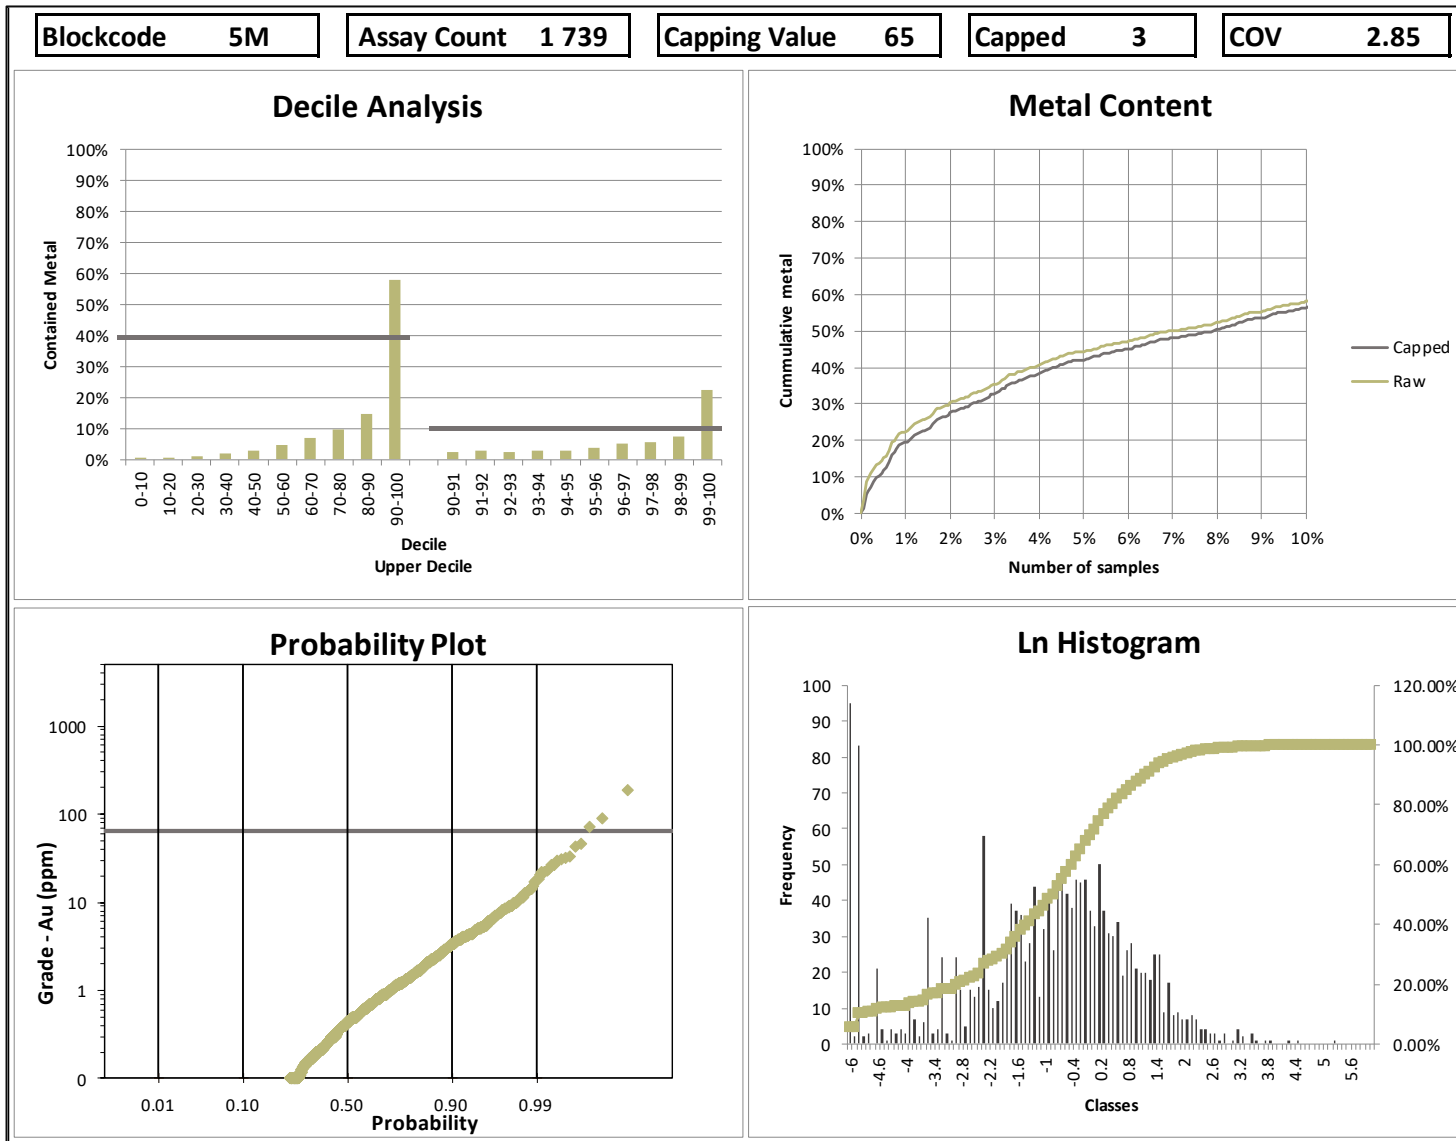 Blockcode 5M Assay Count 1 739 Capping Value 65 Capped 3 COV 2.85
Decile Analysis
100%
90%
80%
70%
60%
50%
40%
30%
20%
10%
0%
Contained Metal
0-10 10-20 20-30 30-40 40-50 50-60 60-70 70-80 80-90 90-100 90-91 91-92 92-93 93-94 94-95 95-96 96-97 97-98 98-99 99-100
Decile
Upper Decile
Metal Content
100%
90%
80%
70%
60%
50%
40%
30%
20%
10%
0%
Cummulative metal
0% 1% 2% 3% 4% 5% 6% 7% 8% 9% 10%
Number of samples
Capped
Raw
Probability Plot
1000
100
10
1
0
Grade - Au (ppm)
0.01 0.10 0.50 0.90 0.99
Probability
Ln Histogram
100
90
80
70
60
50
40
30
20
10
0
Frequency
120.00%
100.00%
80.00%
60.00%
40.00%
20.00%
0.00%
-6 -4.6 -4 -3.4 -2.8 -2.2 -1.6 -1 -0.4 0.2 0.8 1.4 2 2.6 3.2 3.8 4.4 5.6
Classes